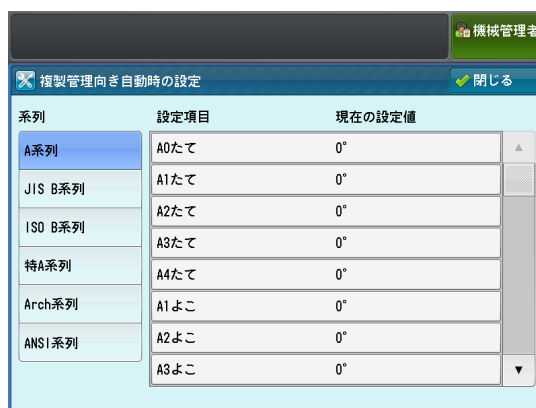 機械管理者
複製管理向き自動時の設定
閉じる
系列
設定項目 現在の設定値
A系列
JIS B系列
ISO B系列
特A系列
Arch系列
ANSI系列
A0たて 0°
A1たて 0°
A2たて 0°
A3たて 0°
A4たて 0°
A1よこ 0°
A2よこ 0°
A3よこ 0°